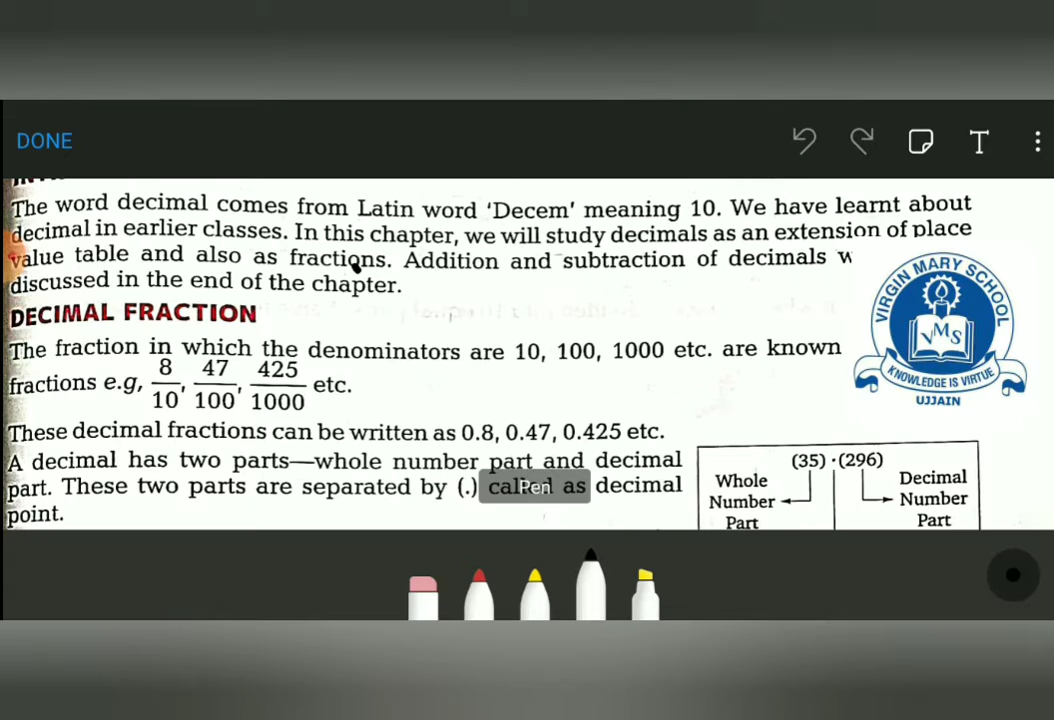 DONE
T
The word decimal comes from Latin word ‘Decem’ meaning 10. We have learnt about
decimal in earlier classes. In this chapter, we will study decimals as an extension of place
value table and also as fractions. Addition and subtraction of decimals w
discussed in the end of the chapter.
VIRGIN MARY SCHOOL
VMS
KNOWLEDGE IS VIRTUE
UJJAIN
DECIMAL FRACTION
The fraction in which the denominators are 10, 100, 1000 etc. are known
fractions e.g, 8/10, 47/100, 425/1000 etc.
These decimal fractions can be written as 0.8, 0.47, 0.425 etc.
A decimal has two parts—whole number part and decimal
part. These two parts are separated by (.) called as decimal
point.
Pen
(35) · (296)
Whole
Number
Part
Decimal
Number
Part